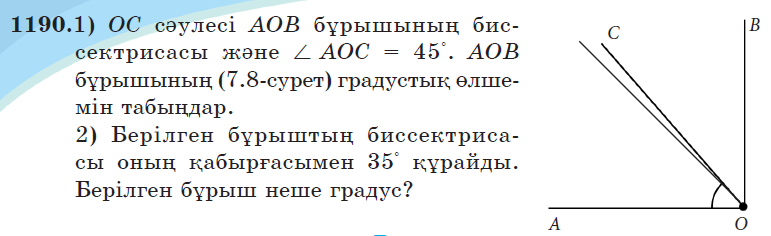 1190.1) OC сәулесі AOB бұрышының бис-
сектрисасы және ∠ AOC = 45°. AOB
бұрышының (7.8-сурет) градустық өлше-
мін табыңдар.
2) Берілген бұрыштың биссектриса-
сы оның қабырғасымен 35° құрайды.
Берілген бұрыш неше градус?
C
B
A
O